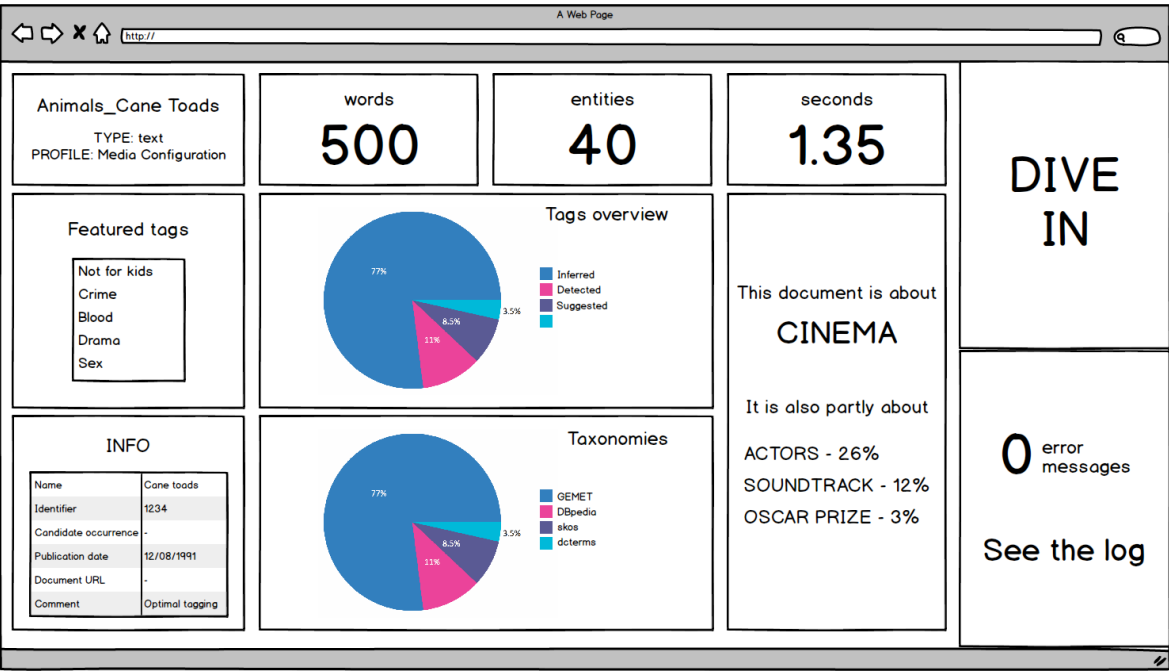 A Web Page
http://
Animals_Cane Toads
TYPE: text
PROFILE: Media Configuration
words
500
entities
40
seconds
1.35
DIVE
IN
Featured tags
Not for kids
Crime
Blood
Drama
Sex
Tags overview
77%
3.5%
8.5%
11%
Inferred
Detected
Suggested
This document is about
CINEMA
It is also partly about
ACTORS - 26%
SOUNDTRACK - 12%
OSCAR PRIZE - 3%
INFO
Name Cane toads
Identifier 1234
Candidate occurrence -
Publication date 12/08/1991
Document URL -
Comment Optimal tagging
Taxonomies
77%
3.5%
8.5%
11%
GEMET
DBpedia
skos
dcterms
0 error
messages
See the log